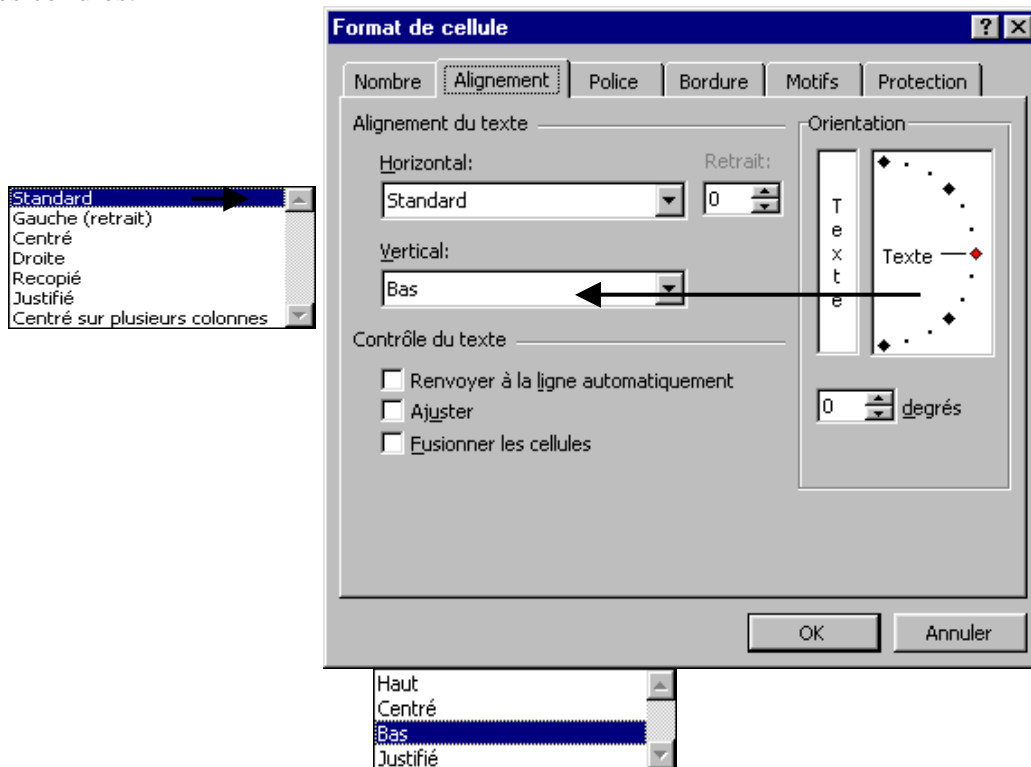 Format de cellule
Nombre Alignement Police Bordure Motifs Protection
Alignement du texte
Horizontal:
Retrait:
Standard
0
Vertical:
Bas
Contrôle du texte
Renvoyer à la ligne automatiquement
Ajuster
Fusionner les cellules
Orientation
T
e
x
t
e
Texte
0 degrés
OK Annuler
Standard
Gauche (retrait)
Centré
Droite
Recopié
Justifié
Centré sur plusieurs colonnes
Haut
Centré
Bas
Justifié